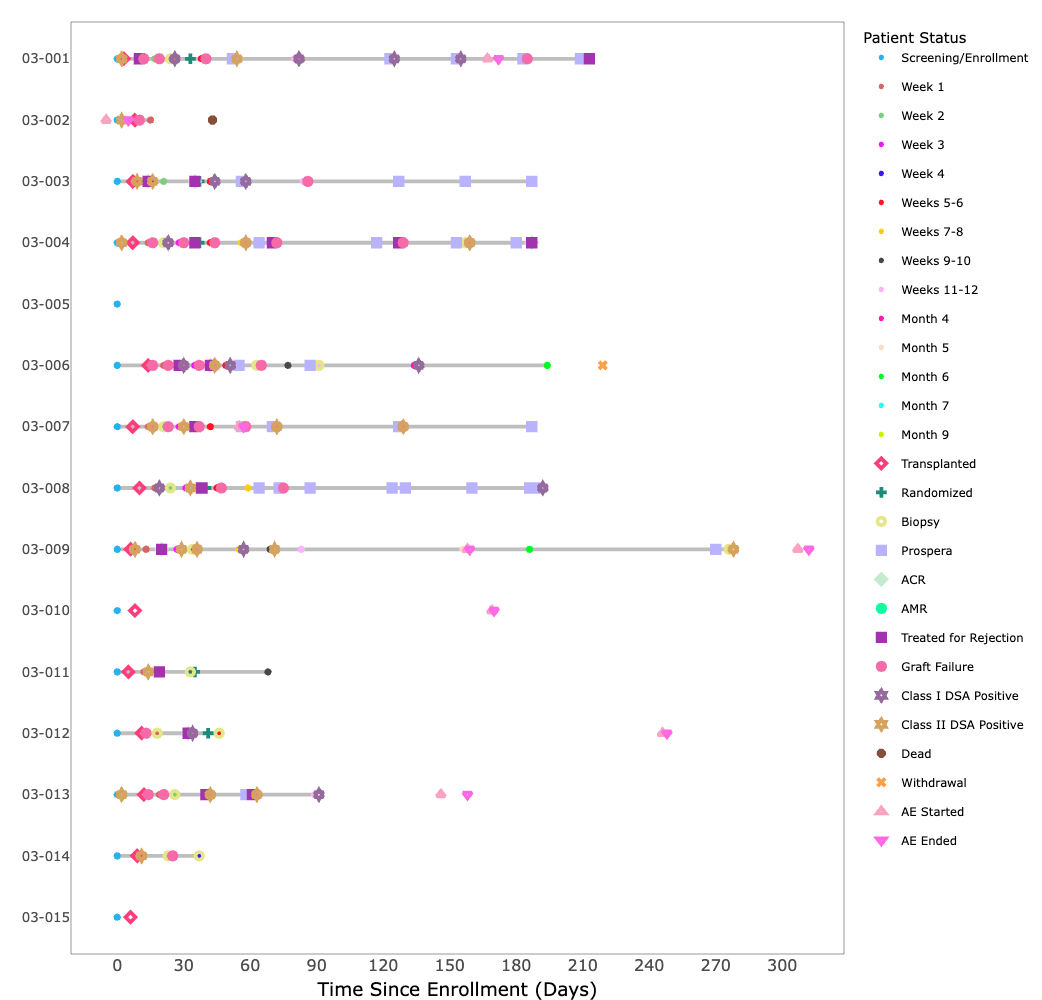 Patient Status
03-001
Screening/Enrollment
Week 1
03-002
Week 2
Week 3
03-003
Week 4
Weeks 5-6
03-004
Weeks 7-8
Weeks 9-10
03-005
Weeks 11-12
Month 4
Month 5
03-006
Month 6
Month 7
03-007
Month 9
Transplanted
03-008
Randomized
Biopsy
03-009
Prospera
ACR
03-010
AMR
Treated for Rejection
03-011
Graft Failure
Class I DSA Positive
03-012
Class II DSA Positive
Dead
03-013
Withdrawal
AE Started
03-014
AE Ended
03-015
0 30 60 90 120 150 180 210 240 270 300
Time Since Enrollment (Days)